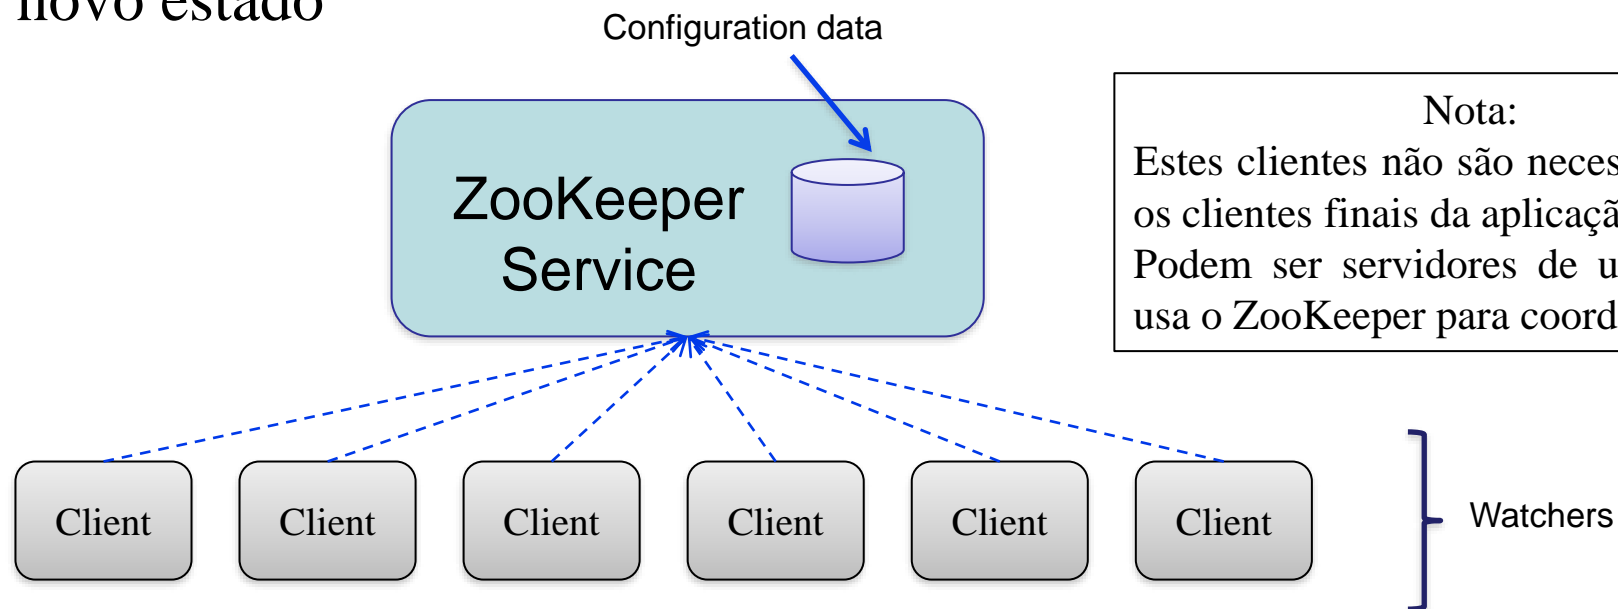 novo estado
Configuration data
Nota:
Estes clientes não são neces
os clientes finais da aplicaçã
Podem ser servidores de u
usa o ZooKeeper para coord
ZooKeeper
Service
Client Client Client Client Client Client
Watchers